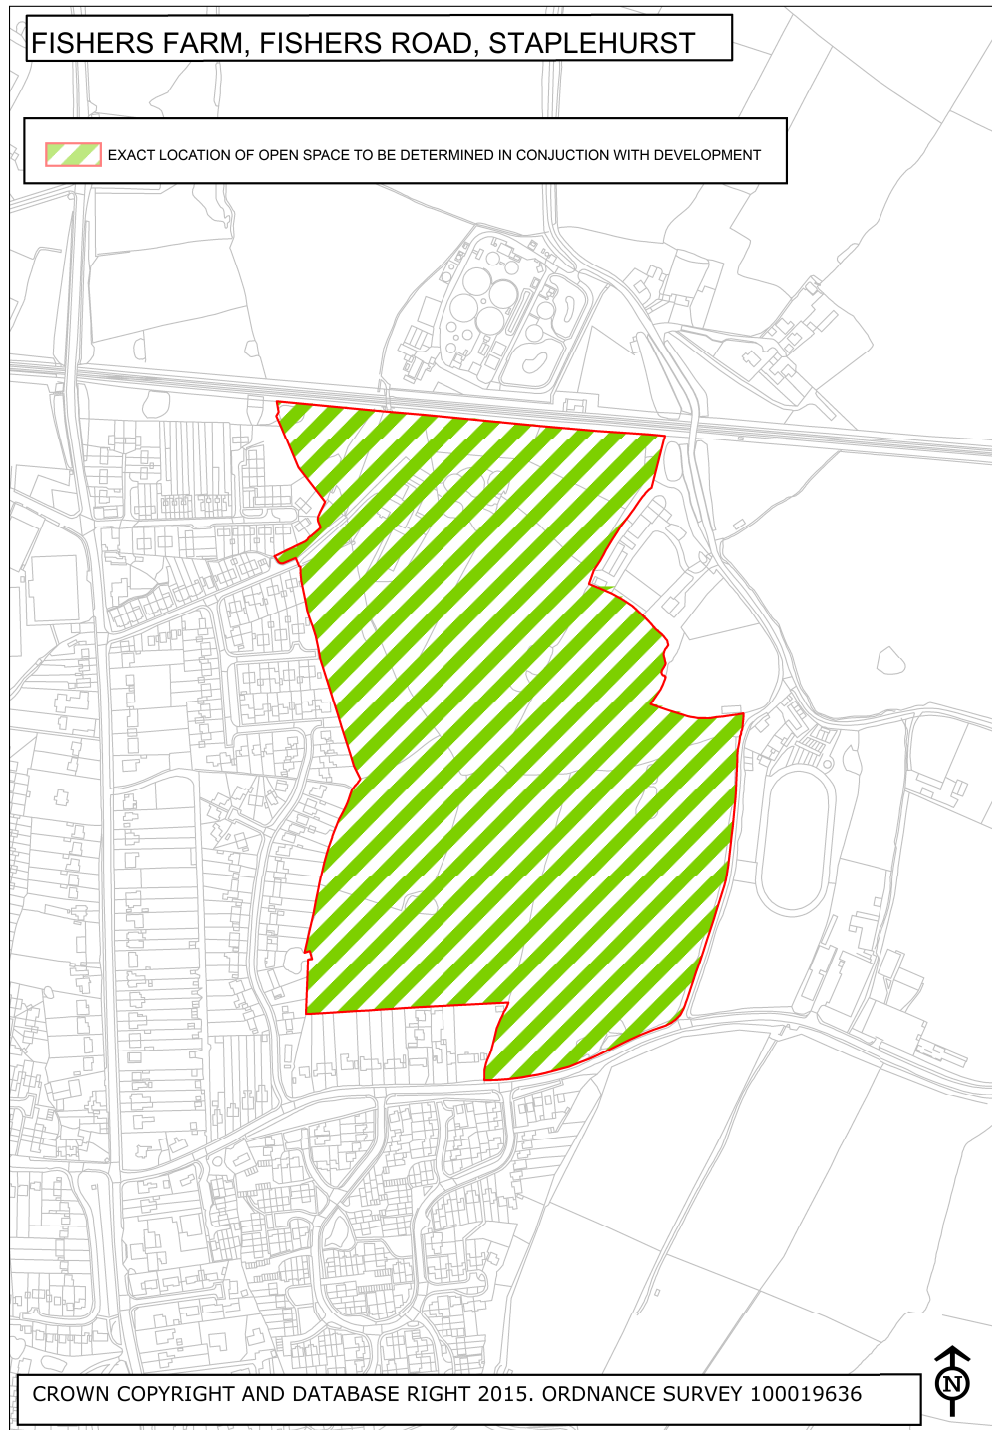 FISHERS FARM, FISHERS ROAD, STAPLEHURST
EXACT LOCATION OF OPEN SPACE TO BE DETERMINED IN CONJUCTION WITH DEVELOPMENT
N
CROWN COPYRIGHT AND DATABASE RIGHT 2015. ORDNANCE SURVEY 100019636